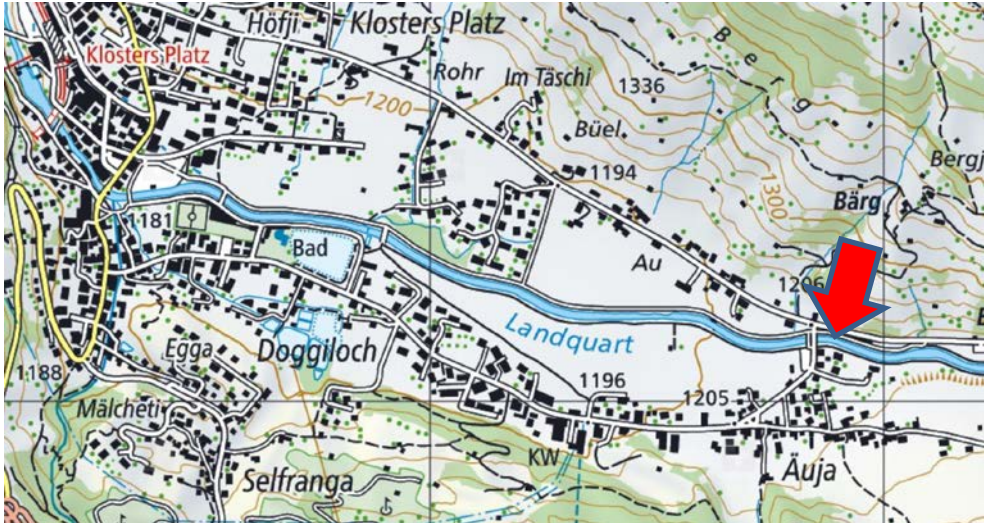 Höfji
Klosters Platz
Klosters Platz
Rohr
Im Täschi
1336
Berg
1200
Büel
1194
1300
Bergj
Bärg
1181
Bad
Au
1206
Landquart
Egga
Doggiloch
1188
1196
1205
Mälcheti
KW
Äuja
Selfranga